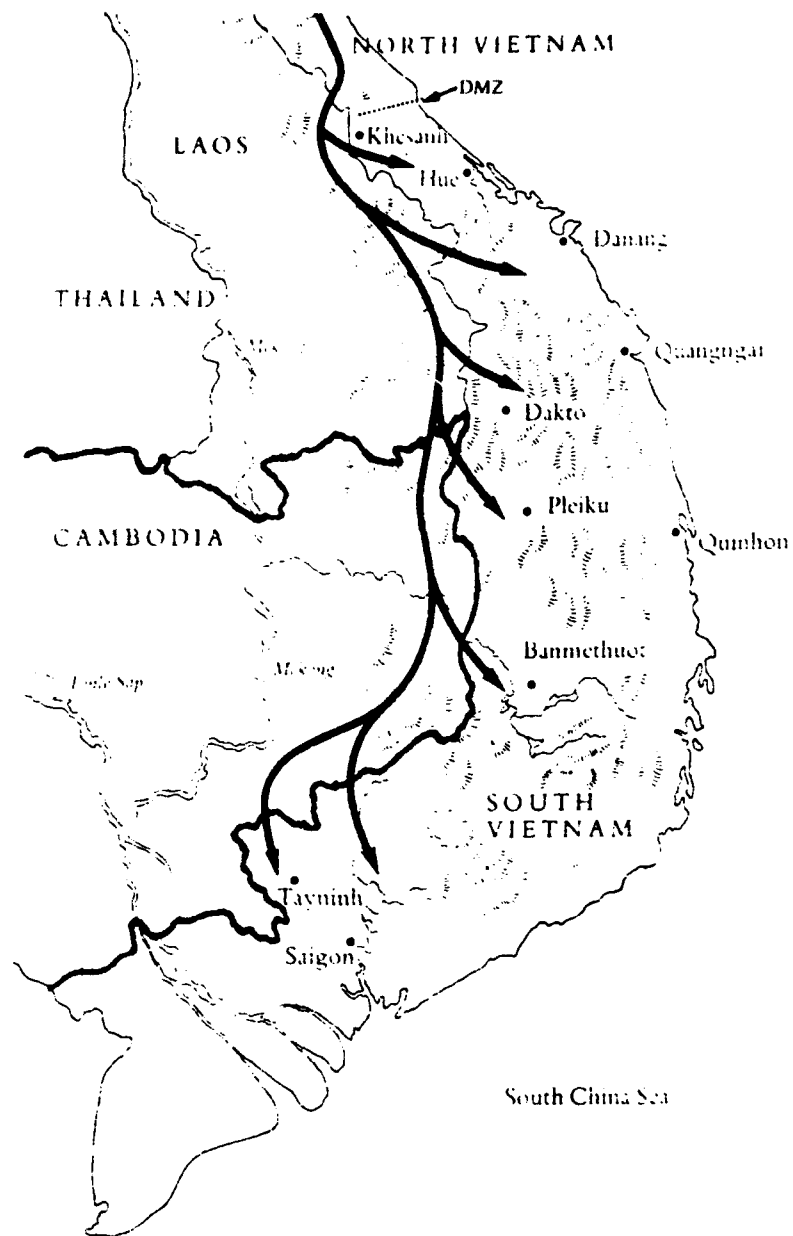 NORTH VIETNAM
DMZ
LAOS
Khesanh
Hue
Danang
THAILAND
Quangngai
Dakto
Pleiku
CAMBODIA
Quinhon
Banmethuot
Mekong
SOUTH
VIETNAM
Tayninh
Saigon
South China Sea